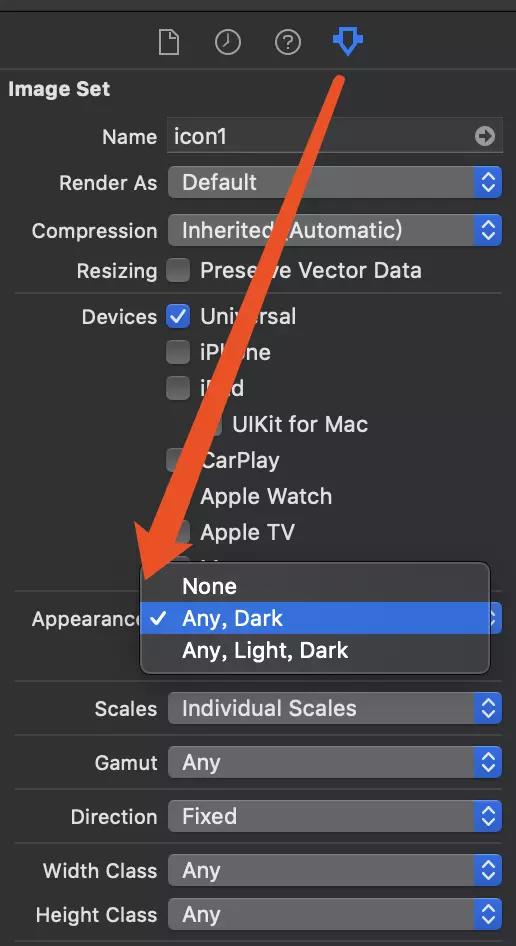 Image Set
Name icon1
Render As Default
Compression Inherited (Automatic)
Resizing Preserve Vector Data
Devices Universal
iPhone
iPad
UIKit for Mac
CarPlay
Apple Watch
Apple TV
None
Appearance Any, Dark
Any, Light, Dark
Scales Individual Scales
Gamut Any
Direction Fixed
Width Class Any
Height Class Any